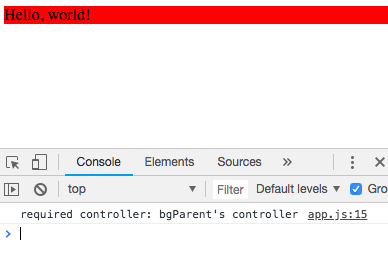 Hello, world!
Console Elements Sources »
top Filter Default levels Gro
required controller: bgParent's controller app.js:15